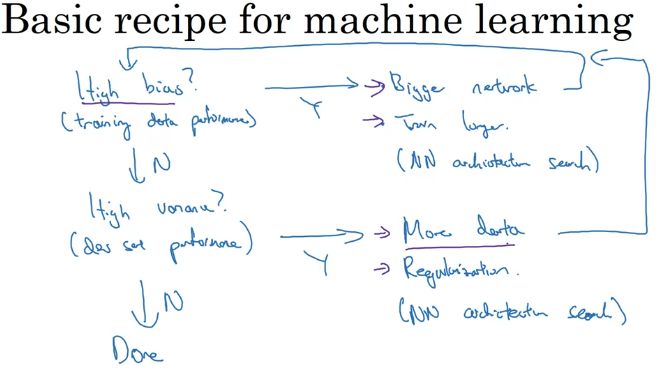 Basic recipe for machine learning
High bias?
(training data performance)
Y
Bigger network
Train longer.
(NN architecture search)
N
High variance?
(dev set performance)
Y
More data
Regularization.
(NN architecture search)
N
Done